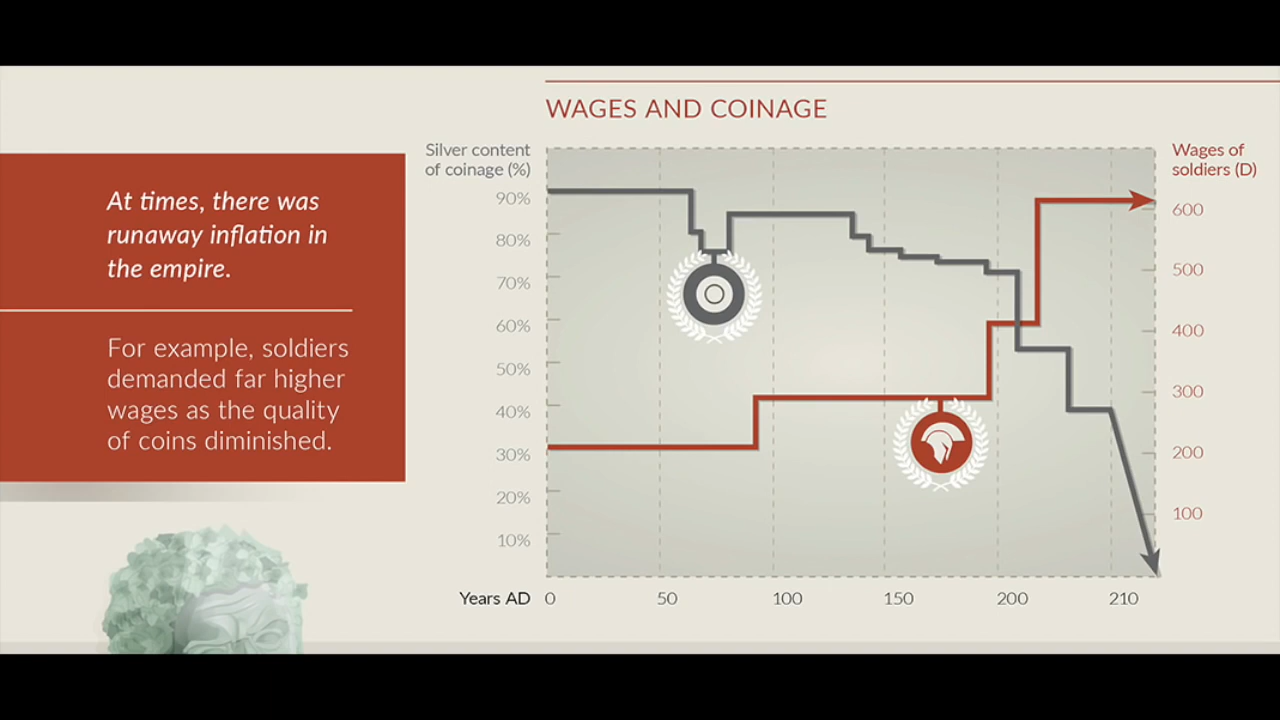 At times, there was
runaway inflation in
the empire.
For example, soldiers
demanded far higher
wages as the quality
of coins diminished.
WAGES AND COINAGE
Silver content
of coinage (%)
90%
80%
70%
60%
50%
40%
30%
20%
10%
Wages of
soldiers (D)
600
500
400
300
200
100
Years AD 0 50 100 150 200 210